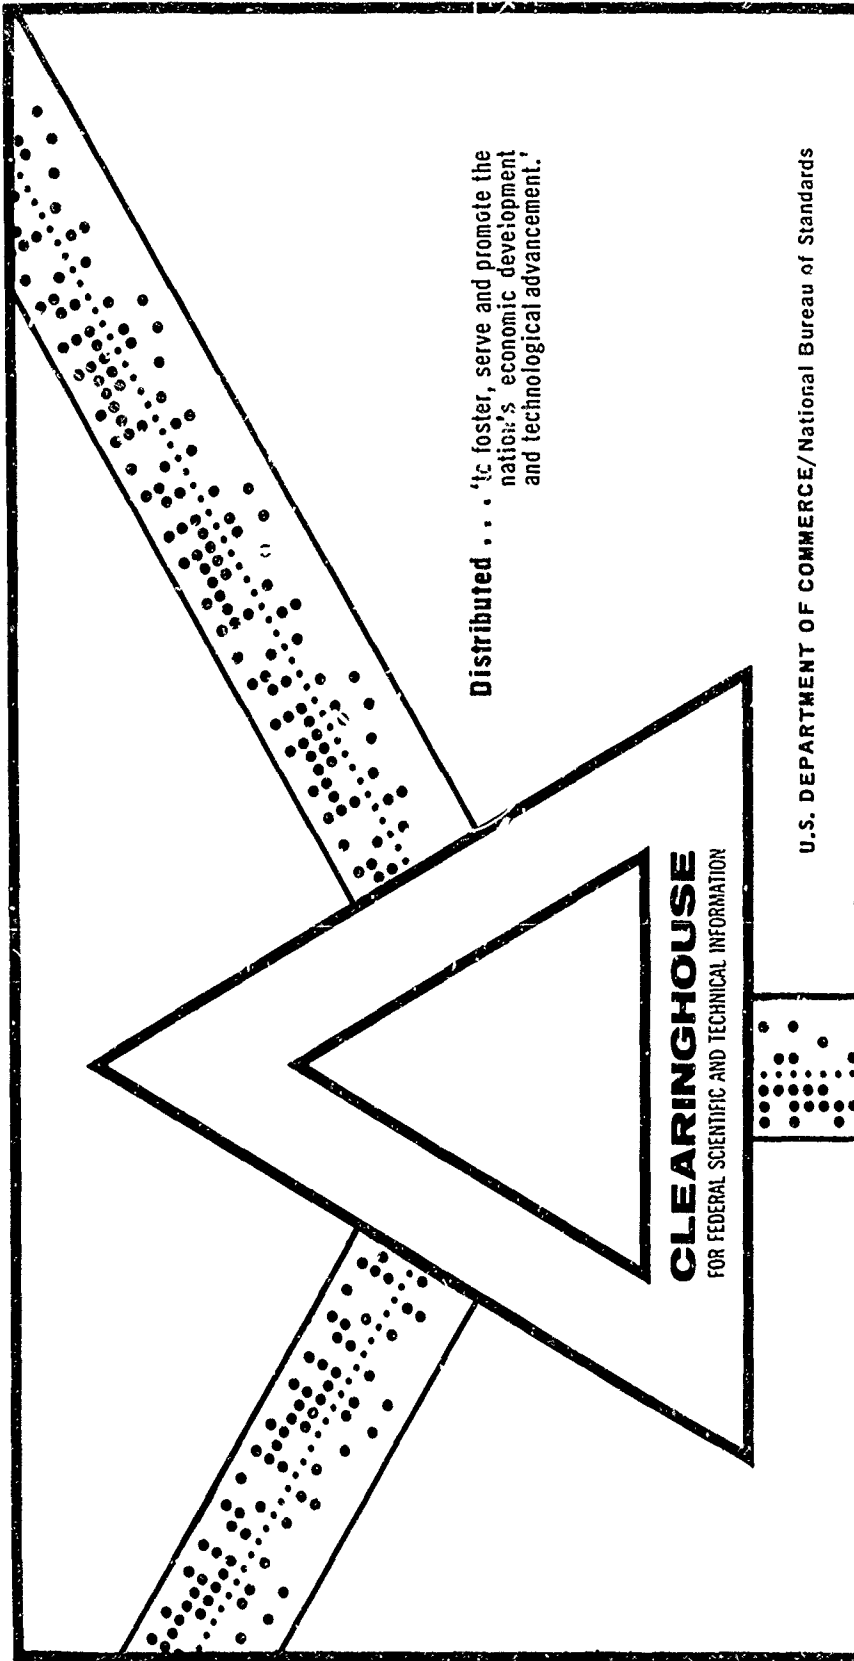 Distributed . . . 'to foster, serve and promote the
nation's economic development
and technological advancement.'
CLEARINGHOUSE
FOR FEDERAL SCIENTIFIC AND TECHNICAL INFORMATION
U.S. DEPARTMENT OF COMMERCE/National Bureau of Standards